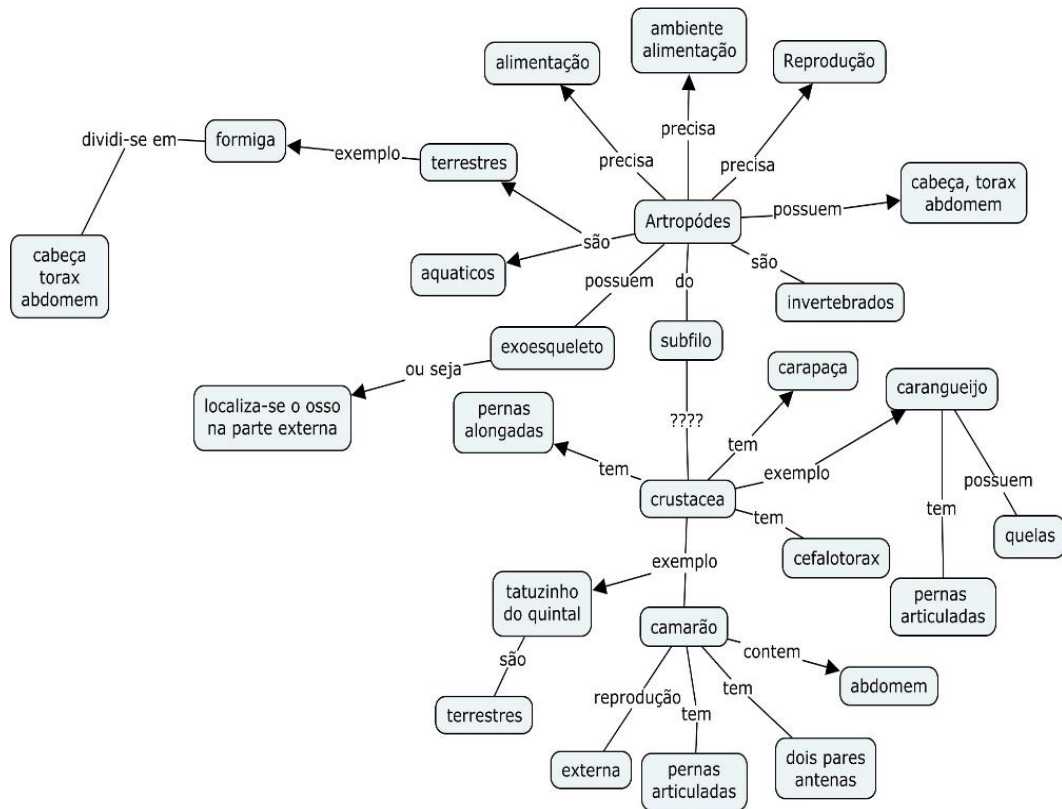 ambiente
alimentação
alimentação
Reprodução
precisa
precisa
precisa
dividi-se em
formiga
exemplo
terrestres
cabeça, torax
abdomem
possuem
Artropódes
são
são
cabeça
torax
abdomem
aquaticos
possuem
do
invertebrados
exoesqueleto
subfilo
ou seja
carapaça
carangueijo
localiza-se o osso
na parte externa
pernas
alongadas
????
tem
tem
exemplo
possuem
crustacea
tem
tem
quelas
cefalotorax
exemplo
tatuzinho
do quintal
pernas
articuladas
camarão
são
contem
abdomem
reprodução
tem
tem
terrestres
externa
pernas
articuladas
dois pares
antenas